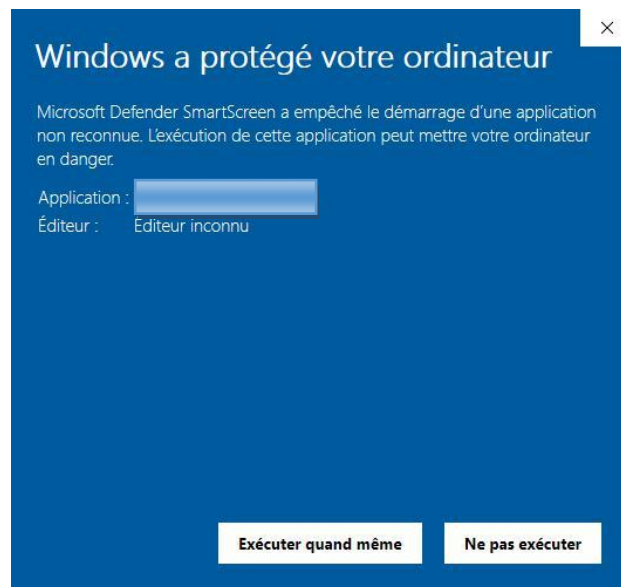 Windows a protégé votre ordinateur
Microsoft Defender SmartScreen a empêché le démarrage d'une application
non reconnue. L'exécution de cette application peut mettre votre ordinateur
en danger.
Application :
Éditeur : Éditeur inconnu
Exécuter quand même Ne pas exécuter